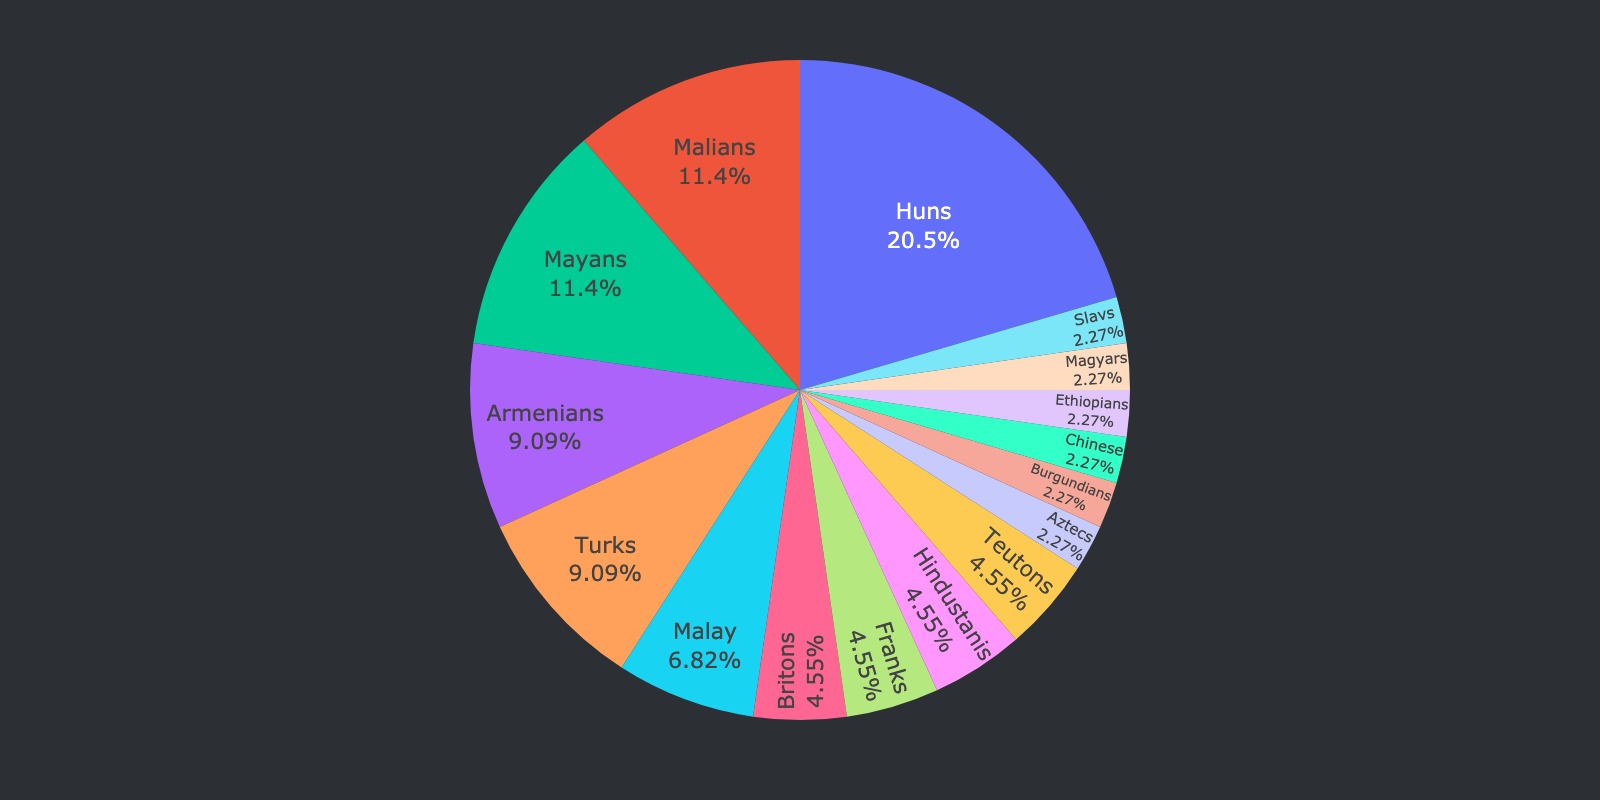 Huns
20.5%
Slavs
2.27%
Magyars
2.27%
Ethiopians
2.27%
Chinese
2.27%
Burgundians
2.27%
Aztecs
2.27%
Teutons
4.55%
Hindustanis
4.55%
Franks
4.55%
Britons
4.55%
Malay
6.82%
Turks
9.09%
Armenians
9.09%
Mayans
11.4%
Malians
11.4%